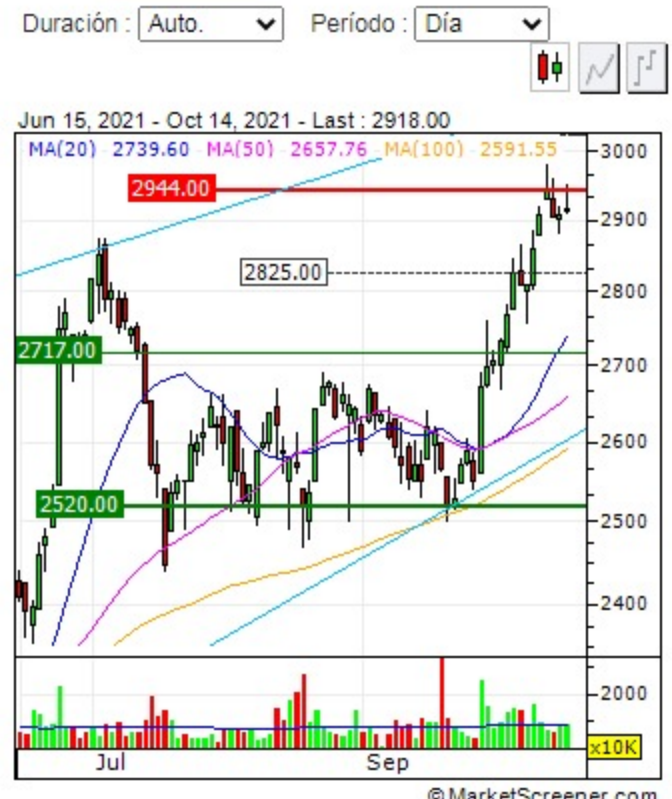 Duración : Auto. Período : Día
Jun 15, 2021 - Oct 14, 2021 - Last : 2918.00
MA(20) 2739.60 MA(50) 2657.76 MA(100) 2591.55
3000
2944.00
2900
2825.00
2800
2717.00
2700
2600
2520.00
2500
2400
2000
x10K
Jul Sep
© MarketScreener.com